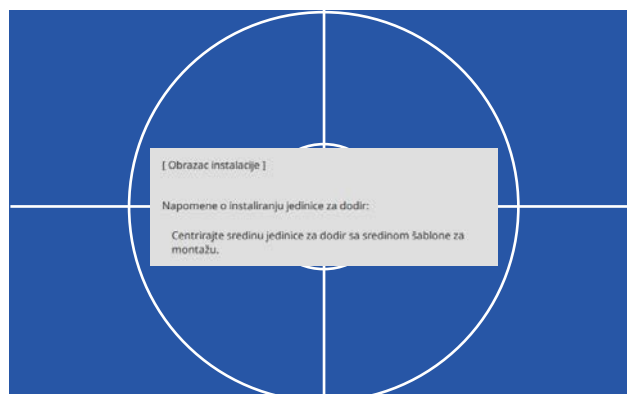 [ Obrazac instalacije ]
Napomene o instaliranju jedinice za dodir:
Centrirajte sredinu jedinice za dodir sa sredinom šablone za
montažu.